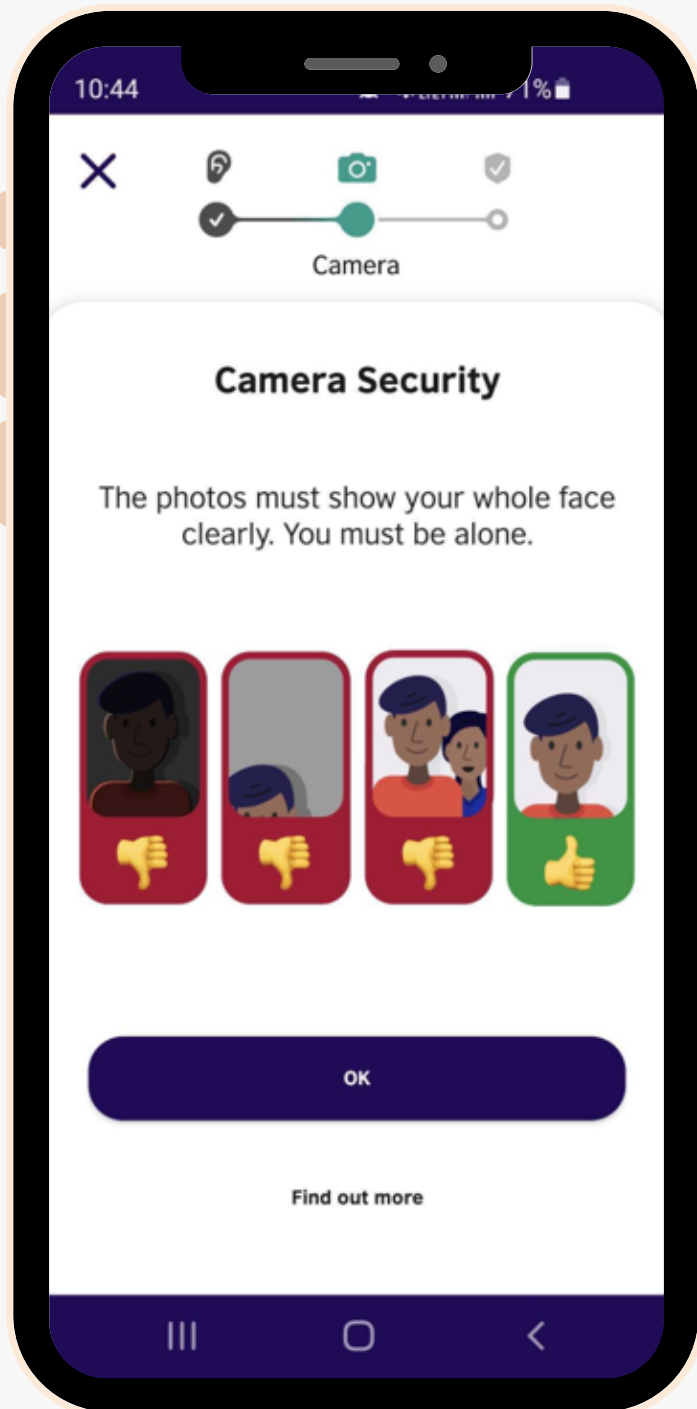 10:44
1%
Camera
Camera Security
The photos must show your whole face
clearly. You must be alone.
OK
Find out more